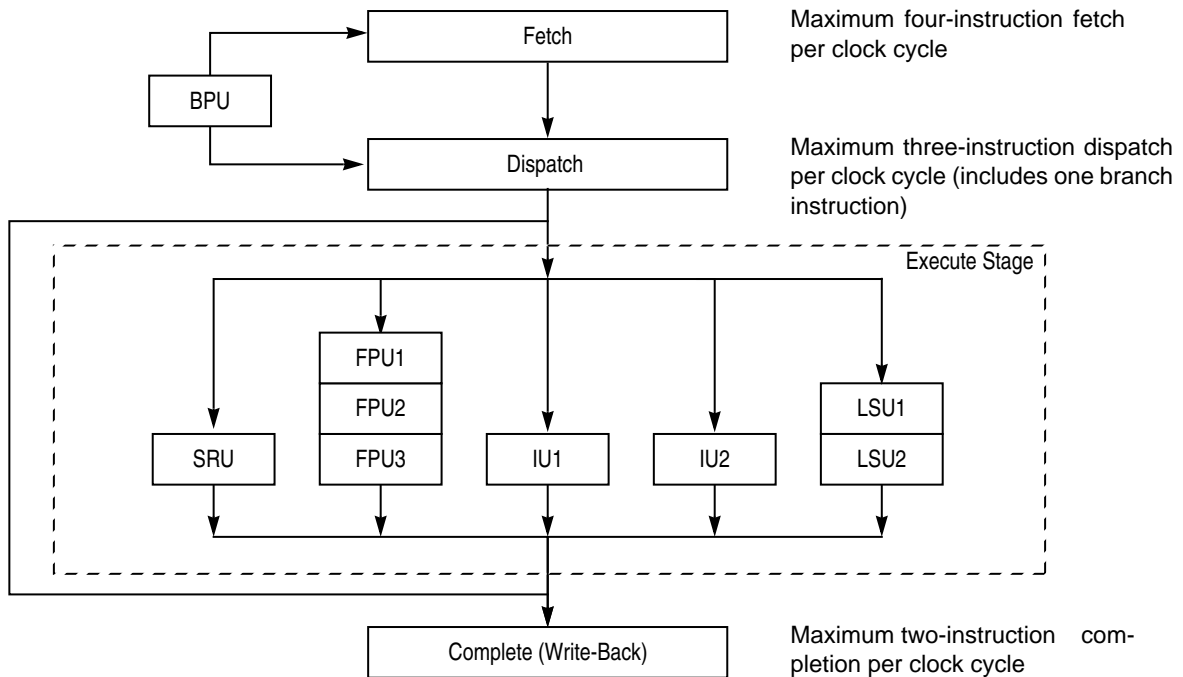 Fetch
Maximum four-instruction fetch
per clock cycle
BPU
Dispatch
Maximum three-instruction dispatch
per clock cycle (includes one branch
instruction)
Execute Stage
FPU1
FPU2
LSU1
SRU
FPU3
IU1
IU2
LSU2
Complete (Write-Back)
Maximum two-instruction com-
pletion per clock cycle